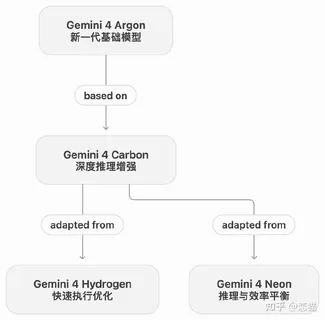 Gemini 4 Argon
新一代基础模型
based on
Gemini 4 Carbon
深度推理增强
adapted from
adapted from
Gemini 4 Hydrogen
快速执行优化
Gemini 4 Neon
推理与效率平衡
知乎